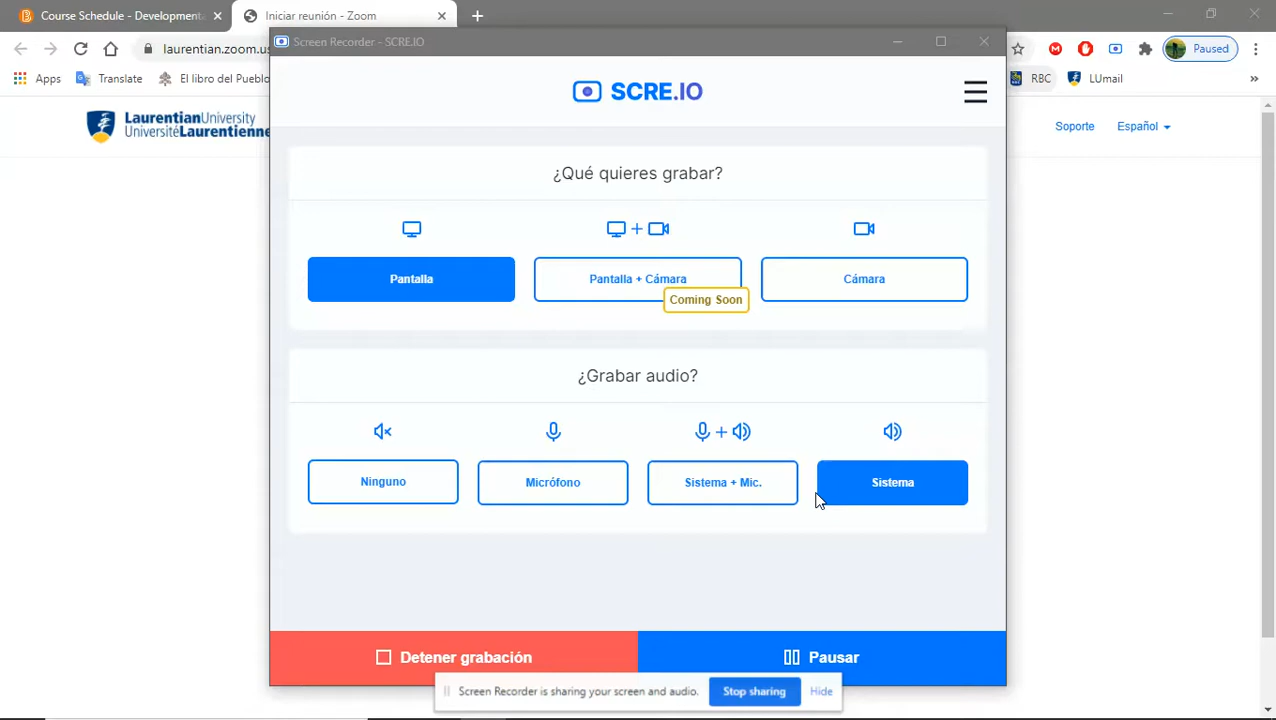 Course Schedule - Developmenta
Iniciar reunión - Zoom
laurentian.zoom.us
Paused
Apps
Translate
El libro del Pueblo
RBC
LUmail
»
Screen Recorder - SCRE.IO
SCRE.IO
LaurentianUniversity
UniversitéLaurentienne
Soporte
Español
¿Qué quieres grabar?
Pantalla
Pantalla + Cámara
Cámara
Coming Soon
¿Grabar audio?
Ninguno
Micrófono
Sistema + Mic.
Sistema
Detener grabación
Pausar
Screen Recorder is sharing your screen and audio.
Stop sharing
Hide